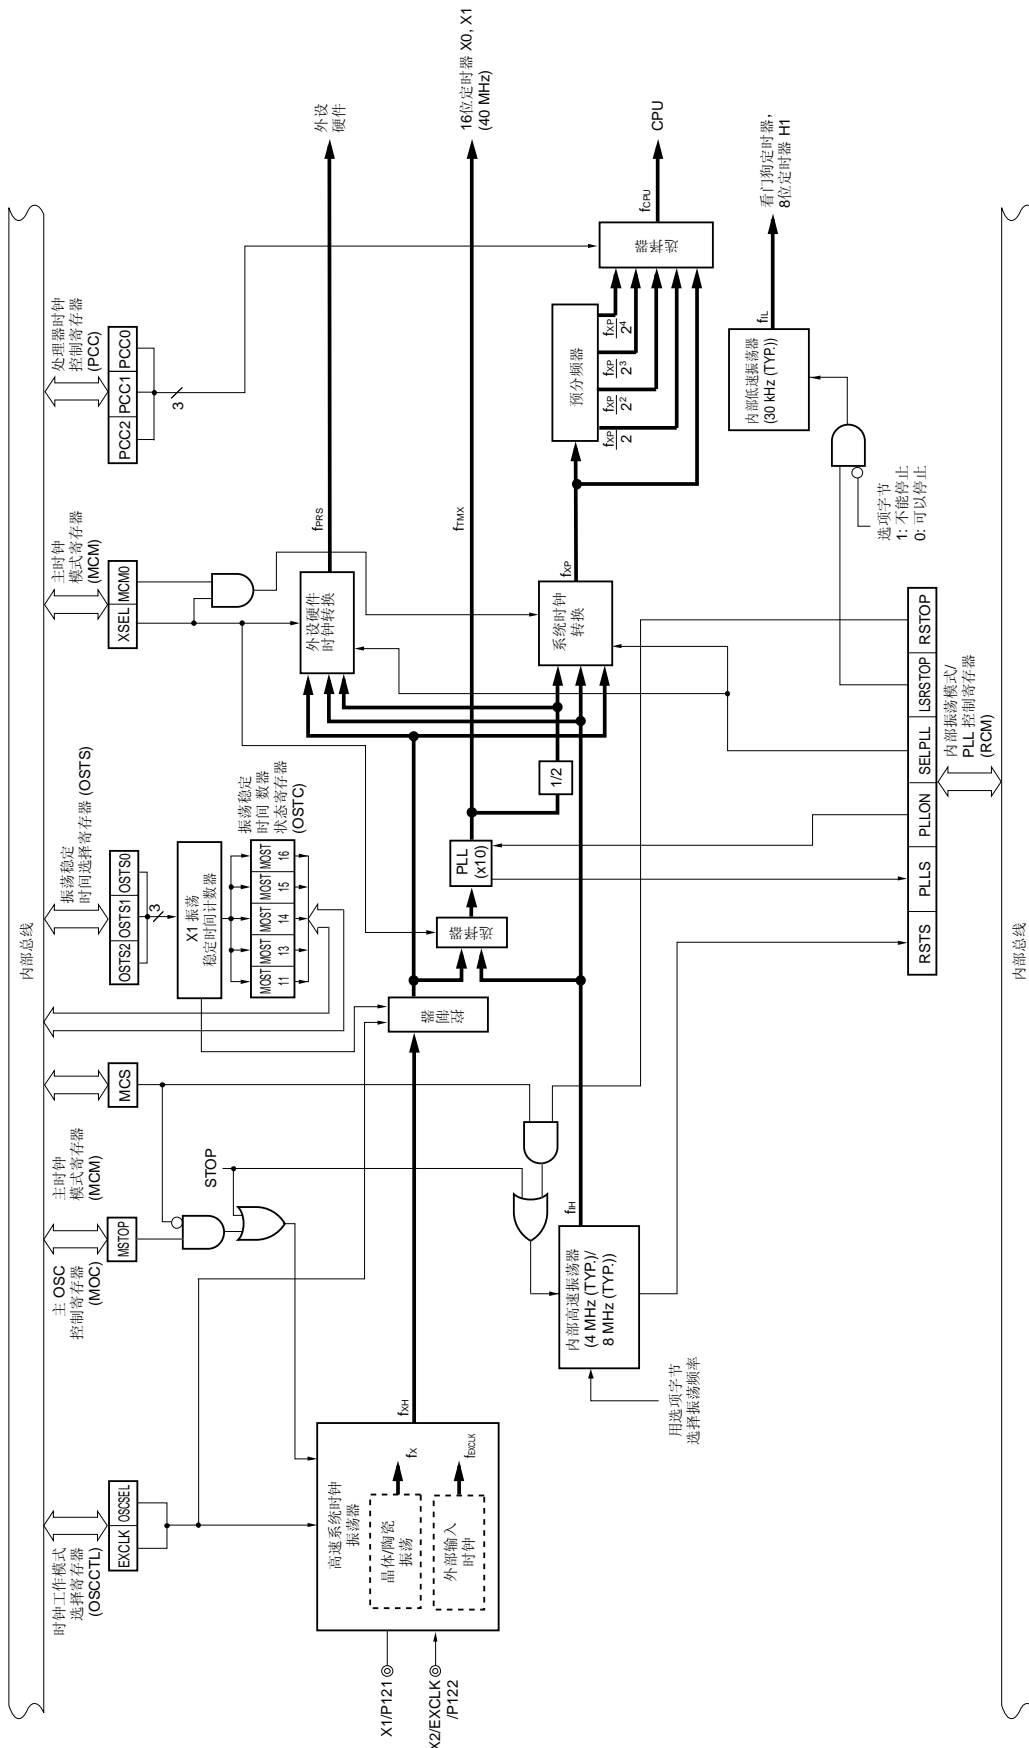 内部总线
时钟工作模式
选择寄存器
(OSCCTL)
EXCLK
OSCSEL
主 OSC
控制寄存器
(MOC)
MSTOP
主时钟
模式寄存器
(MCM)
MCS
振荡稳定
时间选择寄存器 (OSTS)
OSTS2
OSTS1
OSTS0
3
主时钟
模式寄存器
(MCM)
XSEL
MCM0
处理器时钟
控制寄存器
(PCC)
PCC2
PCC1
PCC0
3
STOP
X1 振荡
稳定时间计数器
振荡稳定
时间 数器
状态寄存器
(OSTC)
MOST
11
MOST
13
MOST
14
MOST
15
MOST
16
X1/P121
X2/EXCLK
/P122
高速系统时钟
振荡器
晶体/陶瓷
振荡
fX
外部输入
时钟
fEXCLK
fXH
控制
器
选择器
PLL
(x10)
1/2
外设硬件
时钟转换
fPRS
外设
硬件
fTMX
16位定时器 X0, X1
(40 MHz)
系统时钟
转换
fXP
预分频器
fXP
2
fXP
2²
fXP
2³
fXP
2⁴
选择器
fCPU
CPU
用选项字节
选择振荡频率
内部高速振荡器
(4 MHz (TYP.)/
8 MHz (TYP.))
fIH
选项字节
1: 不能停止
0: 可以停止
内部低速振荡器
(30 kHz (TYP.))
fIL
看门狗定时器，
8位定时器 H1
RSTS
PLLS
PLLON
SELPLL
LSRSTOP
RSTOP
内部振荡模式/
PLL 控制寄存器
(RCM)
内部总线